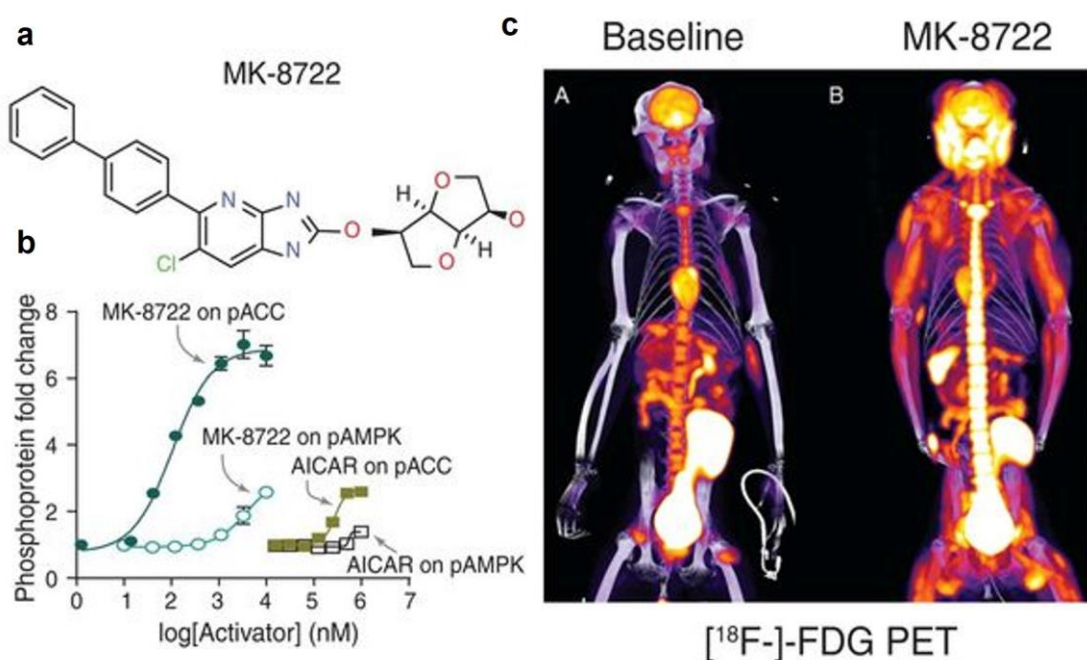 a
MK-8722
N
N
N
H
Cl
O
H
O
O
H
O
b
Phosphoprotein fold change
8
6
4
2
0
MK-8722 on pACC
MK-8722 on pAMPK
AICAR on pACC
AICAR on pAMPK
0 1 2 3 4 5 6 7
log[Activator] (nM)
c
Baseline MK-8722
A B
[¹⁸F-]-FDG PET